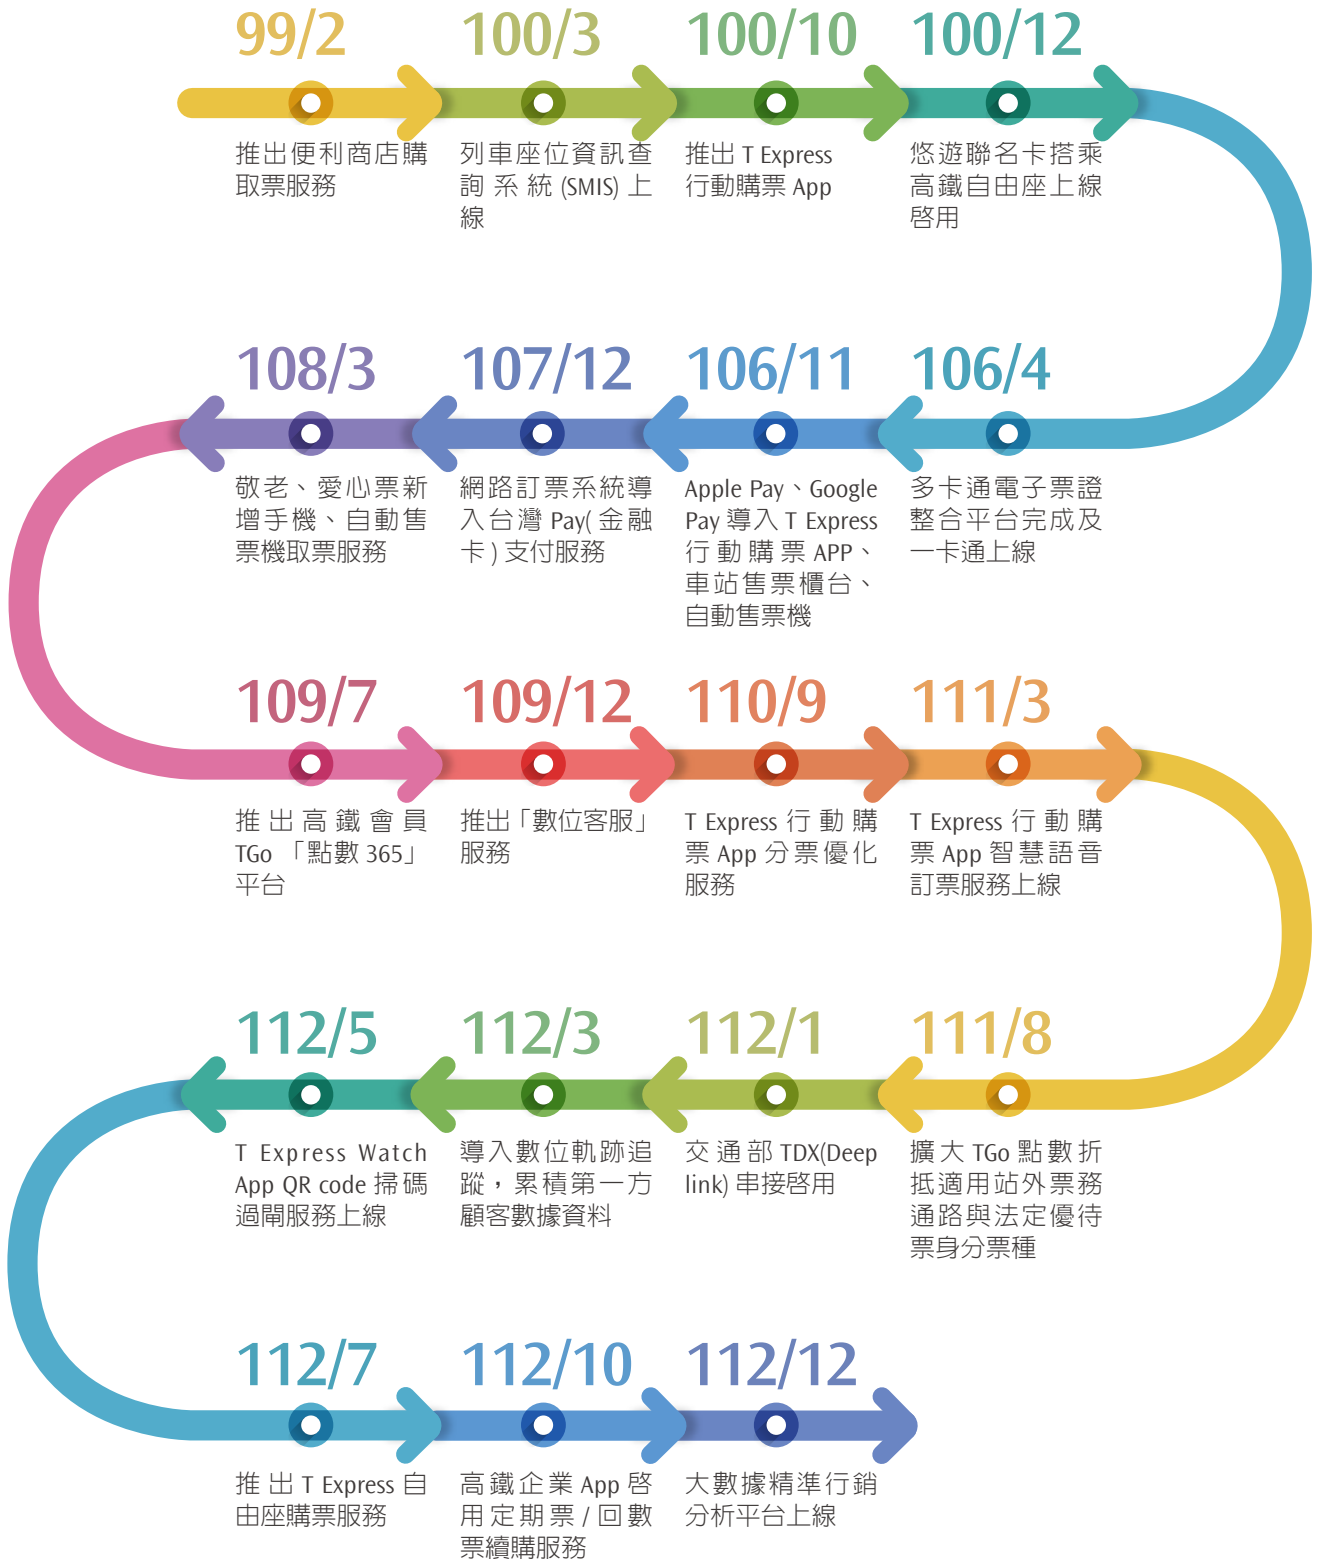 99/2
推出便利商店購
取票服務
100/3
列車座位資訊查
詢系統(SMIS)上
線
100/10
推出 T Express
行動購票 App
100/12
悠遊聯名卡搭乘
高鐵自由座上線
啓用
106/4
多卡通電子票證
整合平台完成及
一卡通上線
106/11
Apple Pay、Google
Pay 導入 T Express
行動購票 APP、
車站售票櫃台、
自動售票機
107/12
網路訂票系統導
入台灣 Pay( 金融
卡 ) 支付服務
108/3
敬老、愛心票新
增手機、自動售
票機取票服務
109/7
推出高鐵會員
TGo 「點數 365」
平台
109/12
推出「數位客服」
服務
110/9
T Express 行動購
票 App 分票優化
服務
111/3
T Express 行動購
票 App 智慧語音
訂票服務上線
111/8
擴大 TGo 點數折
抵適用站外票務
通路與法定優待
票身分票種
112/1
交通部 TDX(Deep
link) 串接啓用
112/3
導入數位軌跡追
蹤，累積第一方
顧客數據資料
112/5
T Express Watch
App QR code 掃碼
過閘服務上線
112/7
推出 T Express 自
由座購票服務
112/10
高鐵企業 App 啓
用定期票 / 回數
票續購服務
112/12
大數據精準行銷
分析平台上線